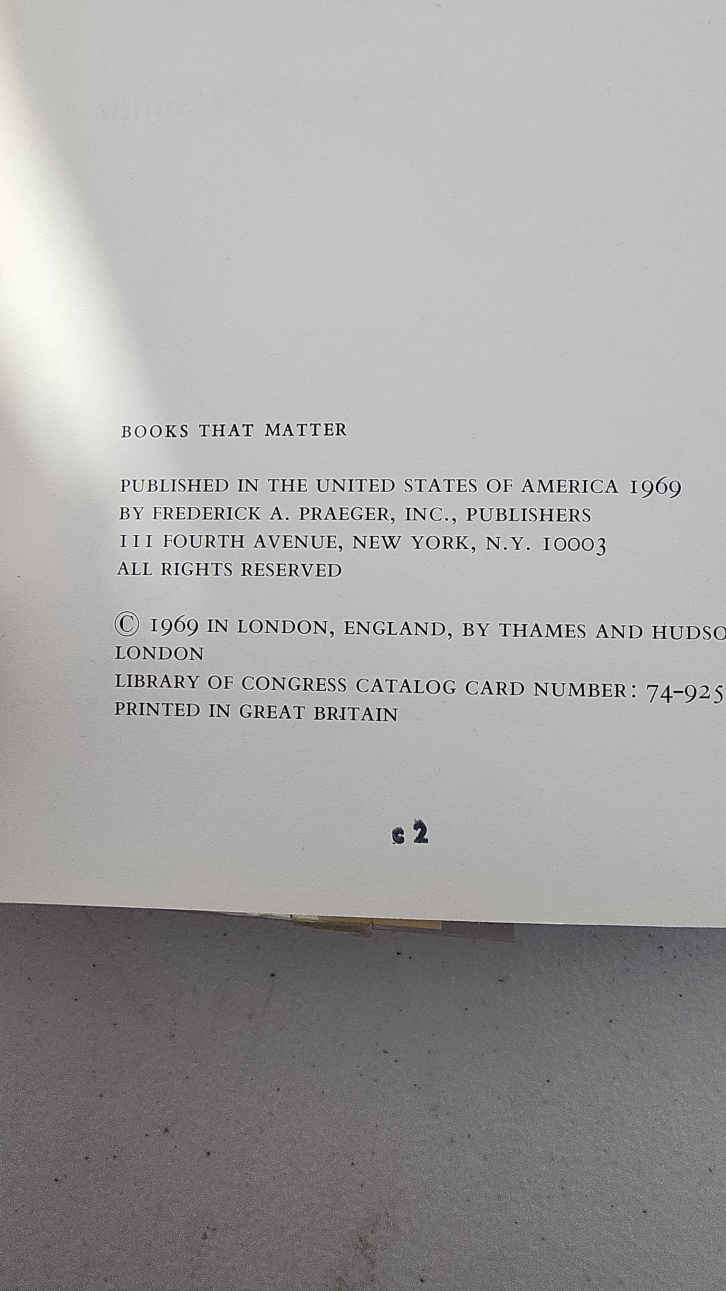 BOOKS THAT MATTER
PUBLISHED IN THE UNITED STATES OF AMERICA 1969
BY FREDERICK A. PRAEGER, INC., PUBLISHERS
111 FOURTH AVENUE, NEW YORK, N.Y. 10003
ALL RIGHTS RESERVED
© 1969 IN LONDON, ENGLAND, BY THAMES AND HUDSO
LONDON
LIBRARY OF CONGRESS CATALOG CARD NUMBER: 74-925
PRINTED IN GREAT BRITAIN
c 2